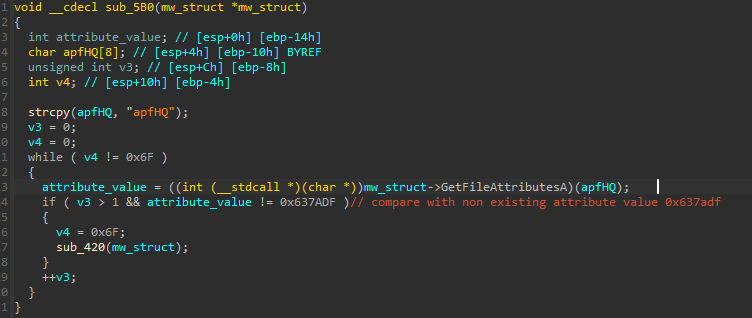 1 void __cdecl sub_5B0(mw_struct *mw_struct)
2 {
3 int attribute_value; // [esp+0h] [ebp-14h]
4 char apfHQ[8]; // [esp+4h] [ebp-10h] BYREF
5 unsigned int v3; // [esp+Ch] [ebp-8h]
6 int v4; // [esp+10h] [ebp-4h]
7
8 strcpy(apfHQ, "apfHQ");
9 v3 = 0;
0 v4 = 0;
1 while ( v4 != 0x6F )
2 {
3 attribute_value = ((int (__stdcall *)(char *))mw_struct->GetFileAttributesA)(apfHQ);
4 if ( v3 > 1 && attribute_value != 0x637ADF )// compare with non existing attribute value 0x637adf
5 {
6 v4 = 0x6F;
7 sub_420(mw_struct);
8 }
9 ++v3;
0 }
1 }